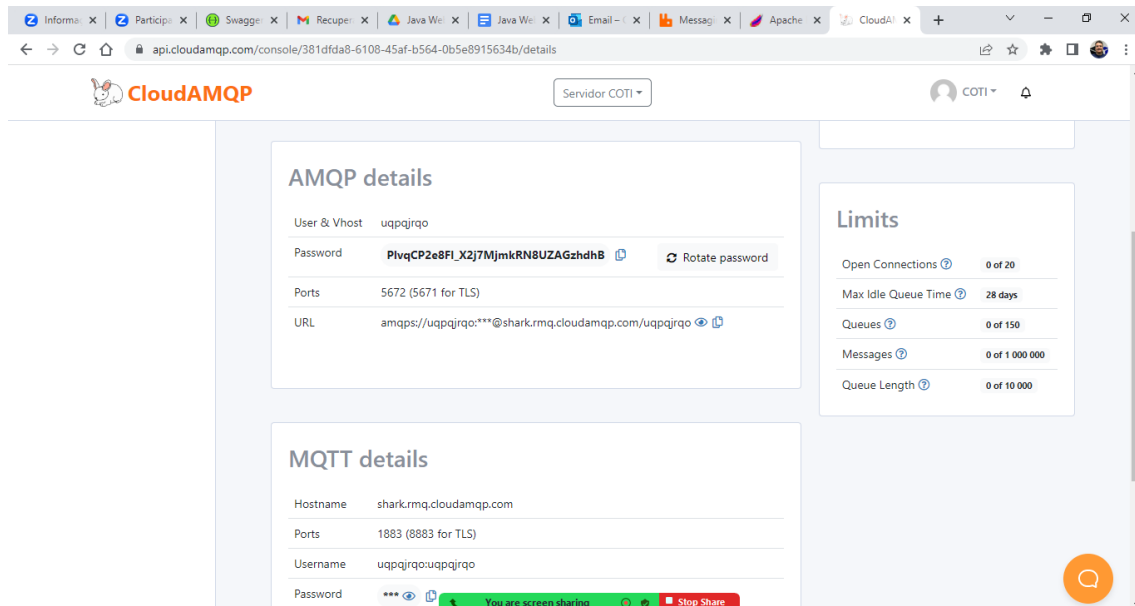 Informa
Participa
Swagger
Recuper
Java We
Java We
Email –
Messag
Apache
CloudA
api.cloudamqp.com/console/381dfda8-6108-45af-b564-0b5e8915634b/details
CloudAMQP
Servidor COTI
COTI
AMQP details
User & Vhost uqpqjrqo
Password PlvqCP2e8Fl_X2j7MjmkRN8UZAGzhdhB Rotate password
Ports 5672 (5671 for TLS)
URL amqps://uqpqjrqo:***@shark.rmq.cloudamqp.com/uqpqjrqo
Limits
Open Connections 0 of 20
Max Idle Queue Time 28 days
Queues 0 of 150
Messages 0 of 1 000 000
Queue Length 0 of 10 000
MQTT details
Hostname shark.rmq.cloudamqp.com
Ports 1883 (8883 for TLS)
Username uqpqjrqo:uqpqjrqo
Password ***
You are screen sharing Stop Share